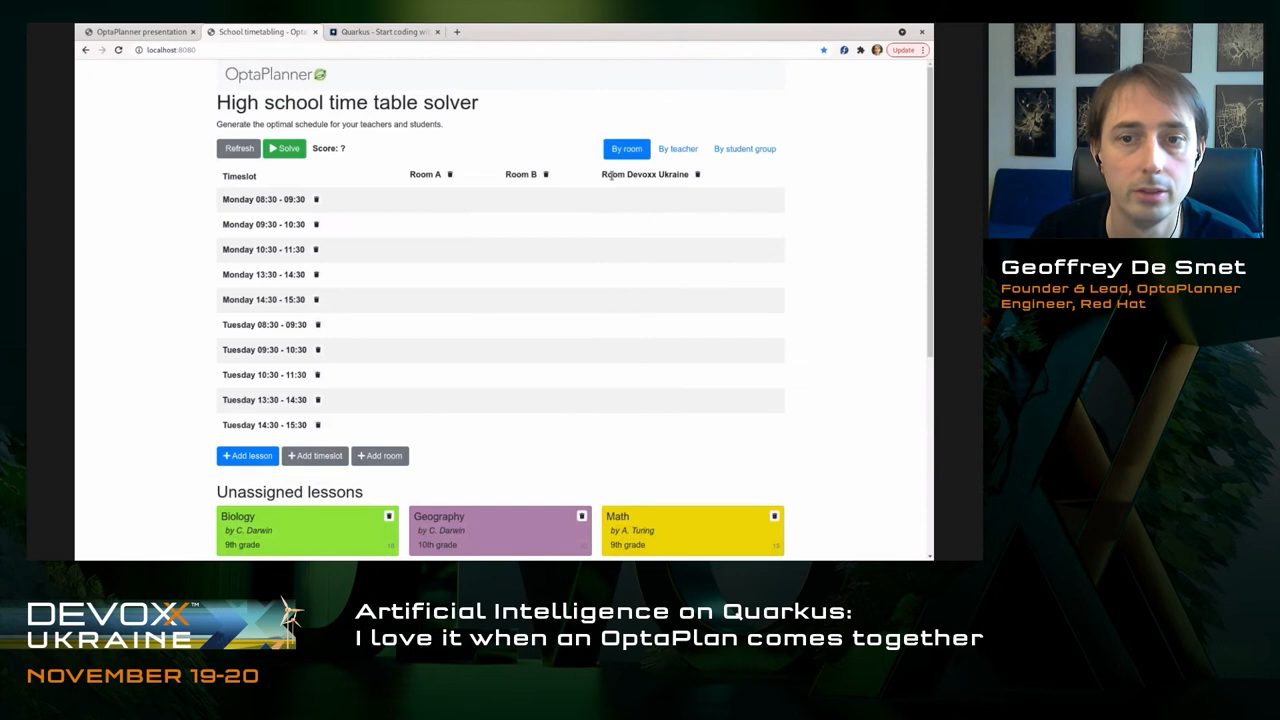 OptaPlanner presentation
School timetabling - Opta
Quarkus - Start coding wi
localhost:8080
Update
OptaPlanner
High school time table solver
Generate the optimal schedule for your teachers and students.
Refresh
Solve
Score: ?
By room
By teacher
By student group
Timeslot
Room A
Room B
Room Devoxx Ukraine
Monday 08:30 - 09:30
Monday 09:30 - 10:30
Monday 10:30 - 11:30
Monday 13:30 - 14:30
Monday 14:30 - 15:30
Tuesday 08:30 - 09:30
Tuesday 09:30 - 10:30
Tuesday 10:30 - 11:30
Tuesday 13:30 - 14:30
Tuesday 14:30 - 15:30
+ Add lesson
+ Add timeslot
+ Add room
Unassigned lessons
Biology
by C. Darwin
9th grade
Geography
by C. Darwin
10th grade
Math
by A. Turing
9th grade
Geoffrey De Smet
Founder & Lead, OptaPlanner
Engineer, Red Hat
DEVOXX™
UKRAINE
NOVEMBER 19-20
Artificial Intelligence on Quarkus:
I love it when an OptaPlan comes together